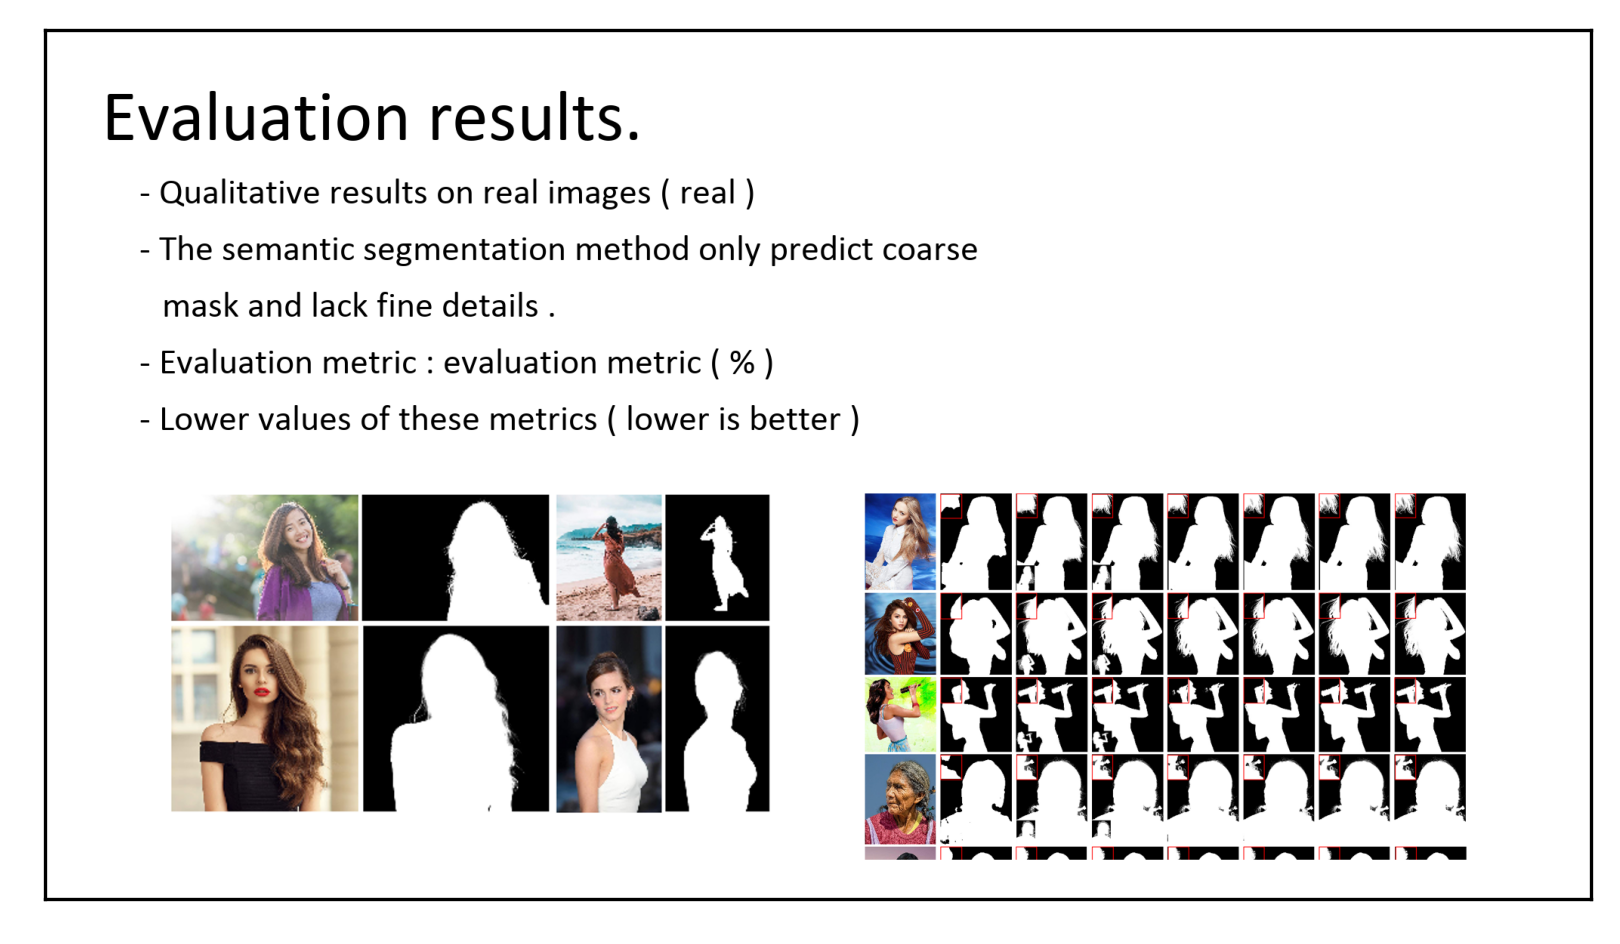 Evaluation results.
- Qualitative results on real images ( real )
- The semantic segmentation method only predict coarse
mask and lack fine details .
- Evaluation metric : evaluation metric ( % )
- Lower values of these metrics ( lower is better )